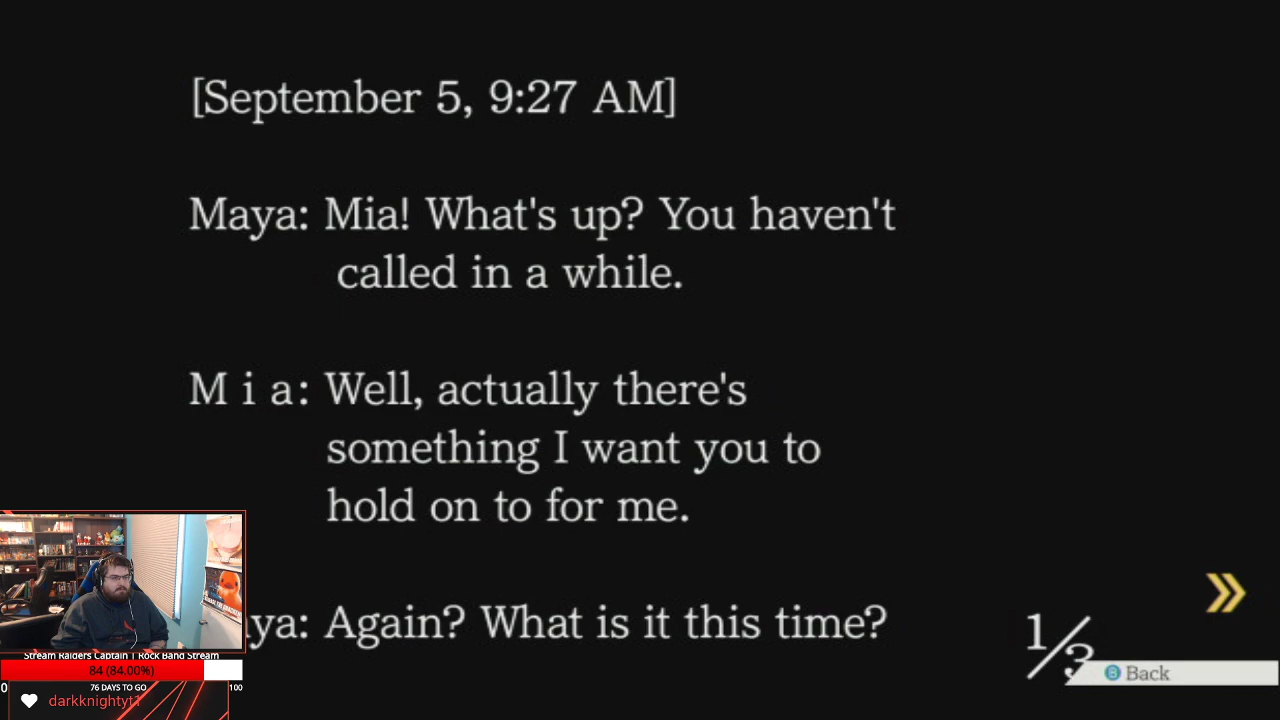 [September 5, 9:27 AM]
Maya: Mia! What's up? You haven't
called in a while.
M i a: Well, actually there's
something I want you to
hold on to for me.
ya: Again? What is it this time?
1/3
B Back
Stream Raiders Captain | Rock Band Stream
84 (84.00%)
0 76 DAYS TO GO 100
darkknightyt1